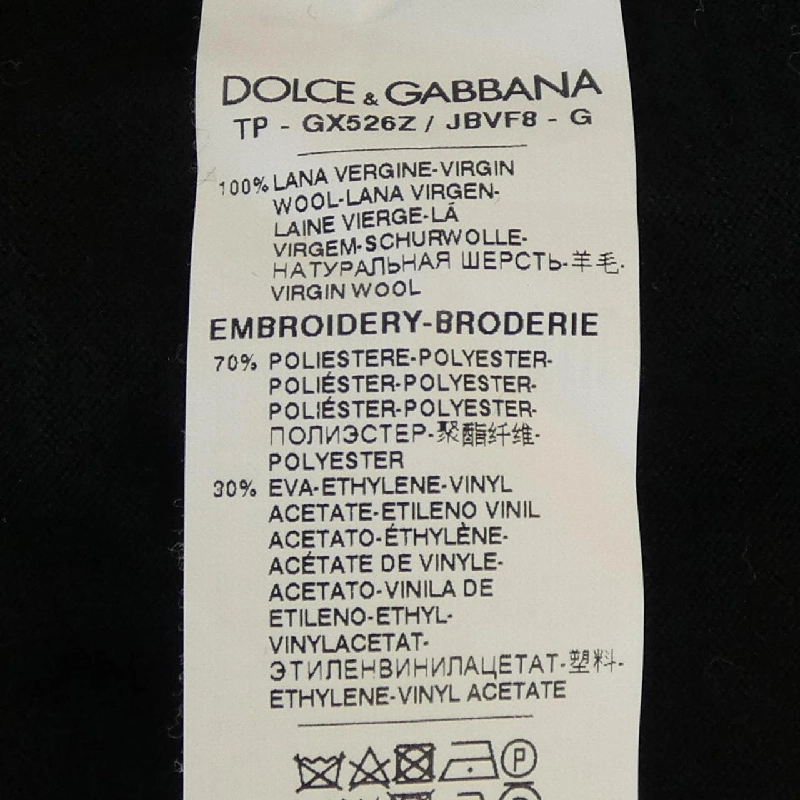 DOLCE & GABBANA
TP - GX526Z / JBVF8 - G
100% LANA VERGINE-VIRGIN
WOOL-LANA VIRGEN-
LAINE VIERGE-LÃ
VIRGEM-SCHURWOLLE-
НАТУРАЛЬНАЯ ШЕРСТЬ-羊毛.
VIRGIN WOOL
EMBROIDERY-BRODERIE
70% POLIESTERE-POLYESTER-
POLIÉSTER-POLYESTER-
POLIÉSTER-POLYESTER-
ПОЛИЭСТЕР-聚酯纤维-
POLYESTER
30% EVA-ETHYLENE-VINYL
ACETATE-ETILENO VINIL
ACETATO-ÉTHYLÈNE-
ACÉTATE DE VINYLE-
ACETATO-VINILA DE
ETILENO-ETHYL-
VINYLACETAT-
ЭТИЛЕНВИНИЛАЦЕТАТ-塑料-
ETHYLENE-VINYL ACETATE
P